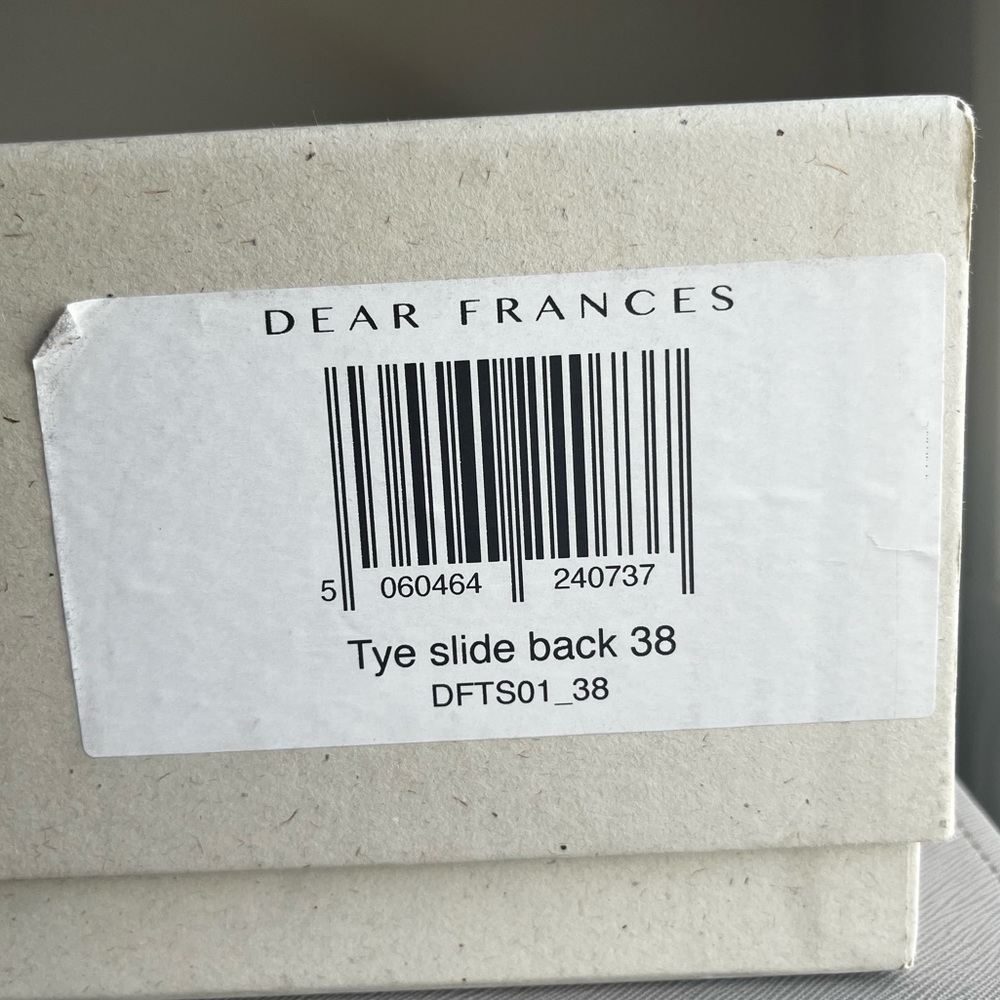 DEAR FRANCES
5 060464 240737
Tye slide back 38
DFTS01_38